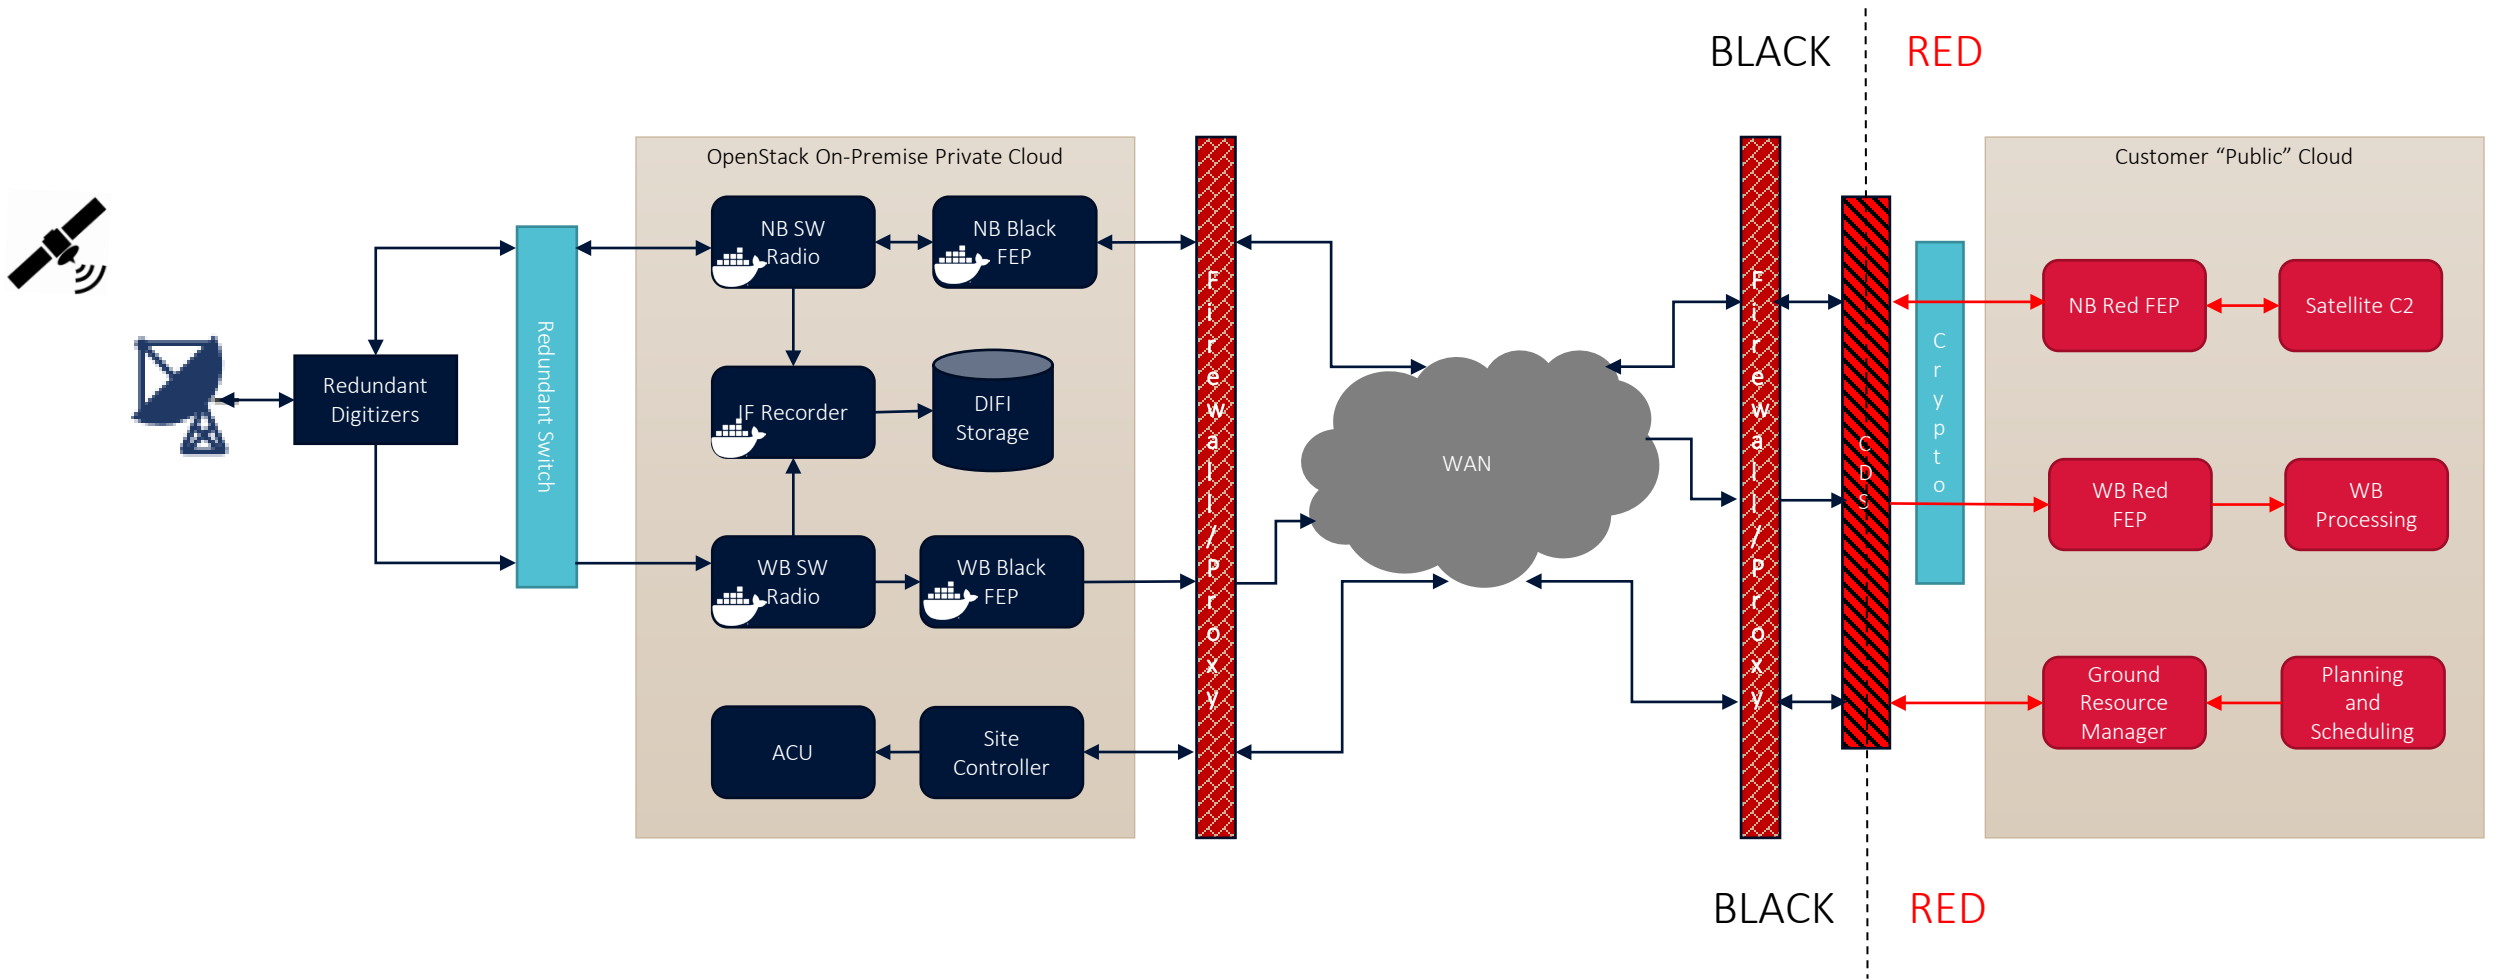 BLACK
RED
OpenStack On-Premise Private Cloud
Customer “Public” Cloud
NB SW
Radio
NB Black
FEP
Redundant
Digitizers
Redundant Switch
IF Recorder
DIFI
Storage
WB SW
Radio
WB Black
FEP
ACU
Site
Controller
Firewall/Proxy
WAN
Firewall/Proxy
CDS
Crypto
NB Red FEP
Satellite C2
WB Red
FEP
WB
Processing
Ground
Resource
Manager
Planning
and
Scheduling
BLACK
RED